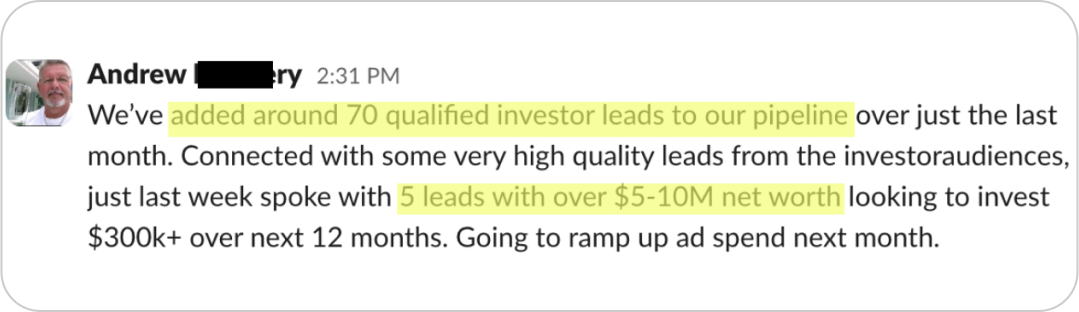 Andrew ery 2:31 PM
We’ve added around 70 qualified investor leads to our pipeline over just the last
month. Connected with some very high quality leads from the investoraudiences,
just last week spoke with 5 leads with over $5-10M net worth looking to invest
$300k+ over next 12 months. Going to ramp up ad spend next month.